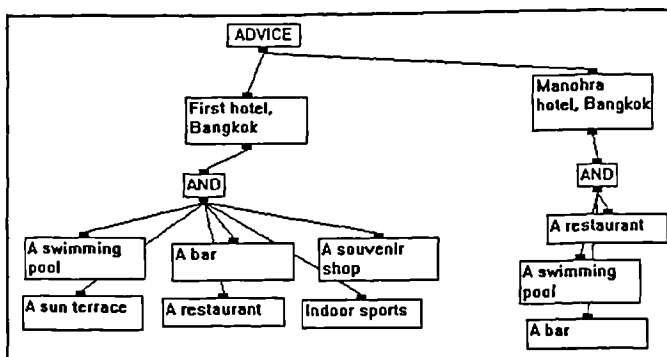 ADVICE
First hotel,
Bangkok
Manohra
hotel, Bangkok
AND
AND
A swimming
pool
A bar
A souvenir
shop
A sun terrace
A restaurant
Indoor sports
A restaurant
A swimming
pool
A bar